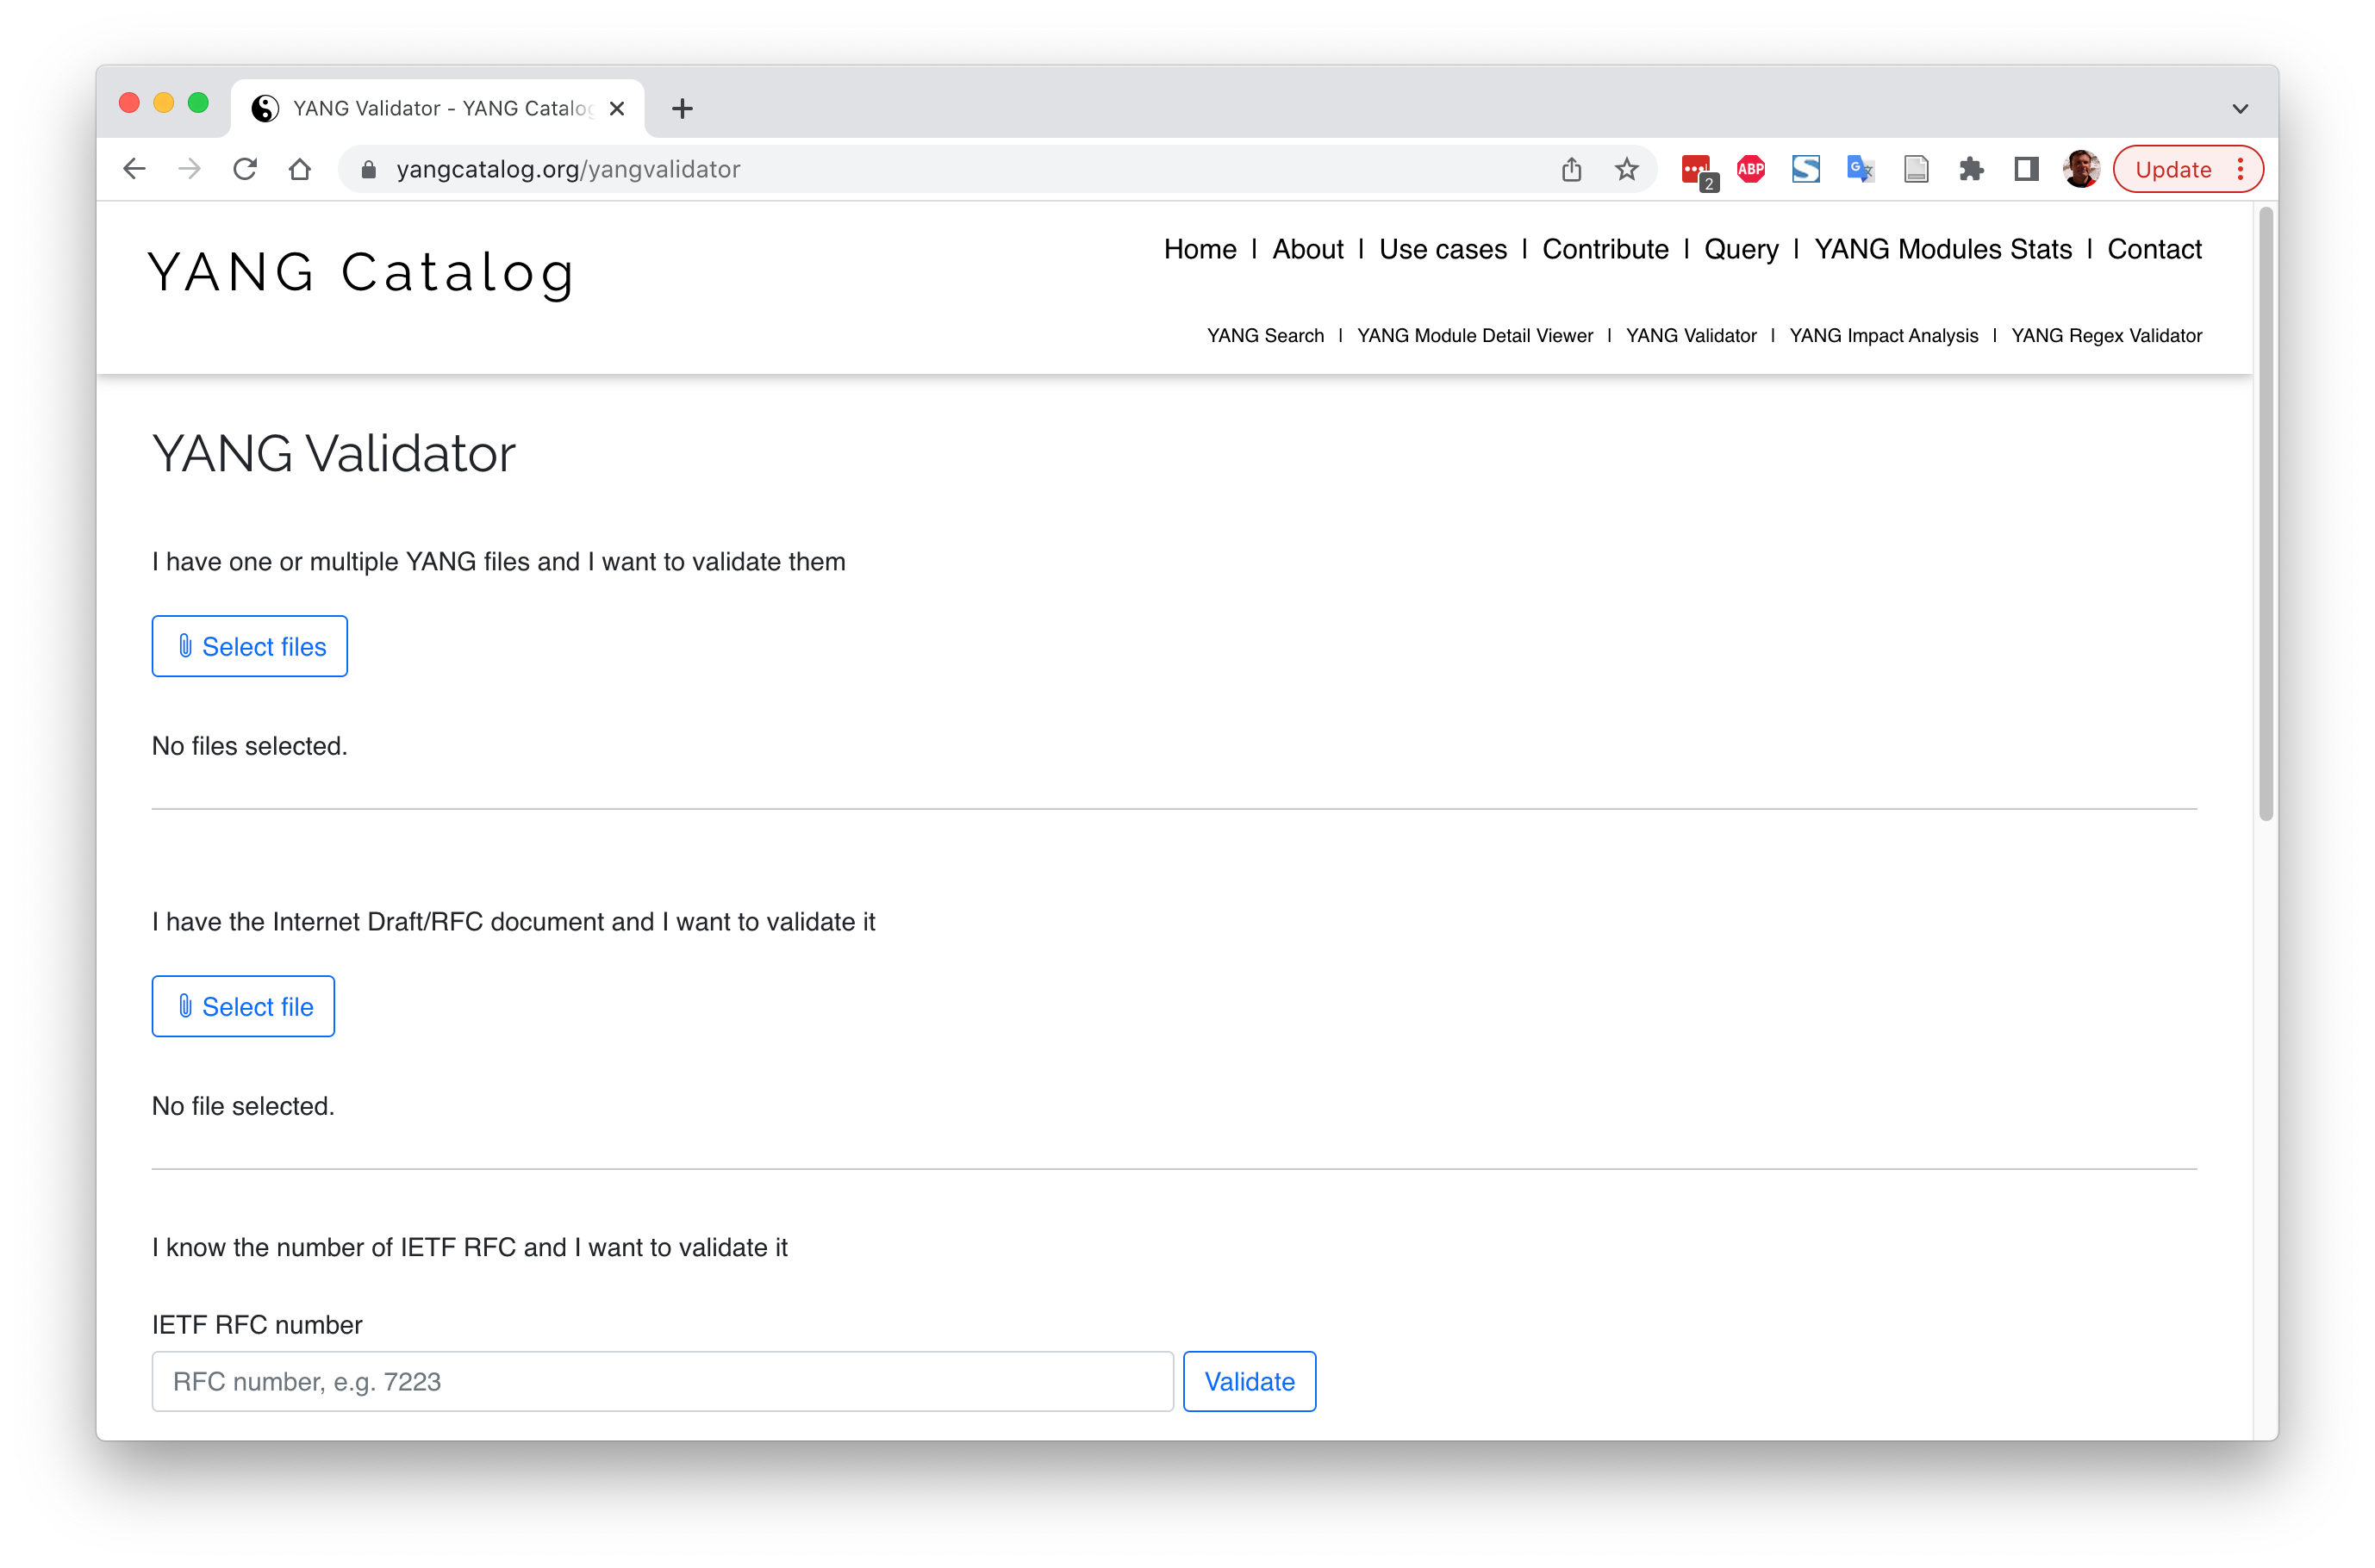 YANG Validator - YANG Catalog
yangcatalog.org/yangvalidator
2
ABP
G
Update
YANG Catalog
Home | About | Use cases | Contribute | Query | YANG Modules Stats | Contact
YANG Search | YANG Module Detail Viewer | YANG Validator | YANG Impact Analysis | YANG Regex Validator
YANG Validator
I have one or multiple YANG files and I want to validate them
Select files
No files selected.
I have the Internet Draft/RFC document and I want to validate it
Select file
No file selected.
I know the number of IETF RFC and I want to validate it
IETF RFC number
RFC number, e.g. 7223
Validate